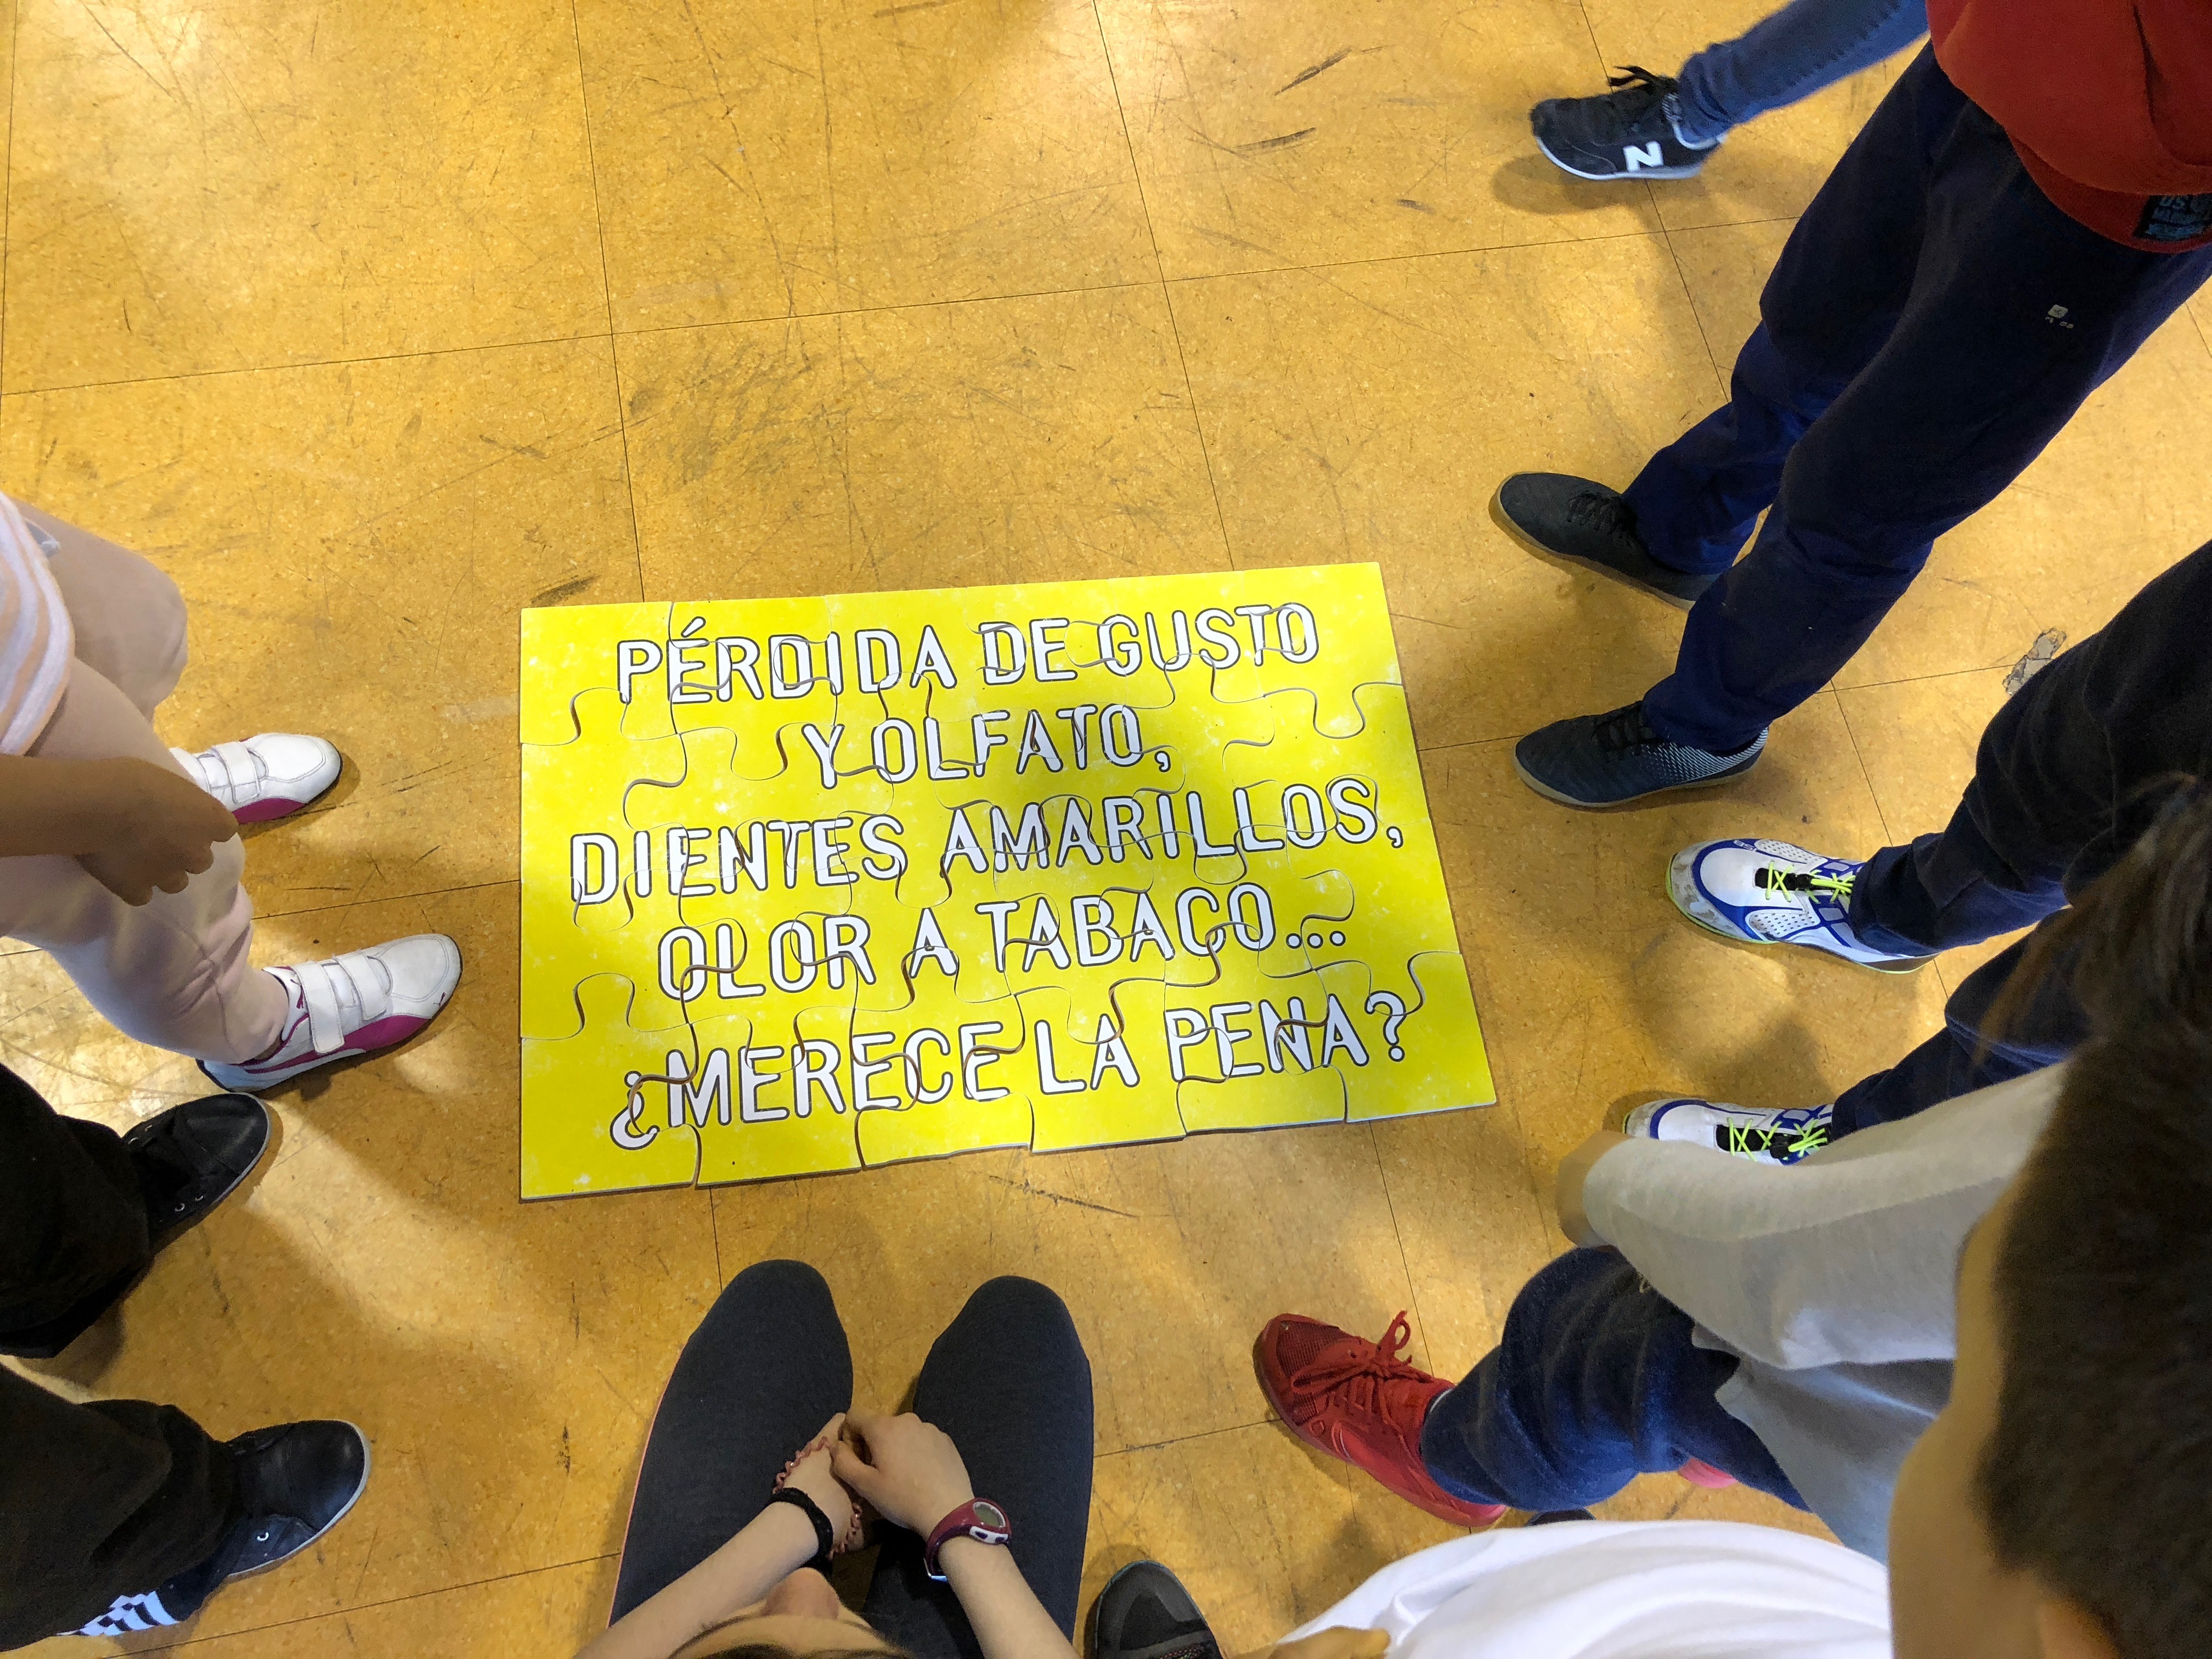 PÉRDIDA DE GUSTO
Y OLFATO,
DIENTES AMARILLOS,
OLOR A TABACO...
¿MERECE LA PENA?
N